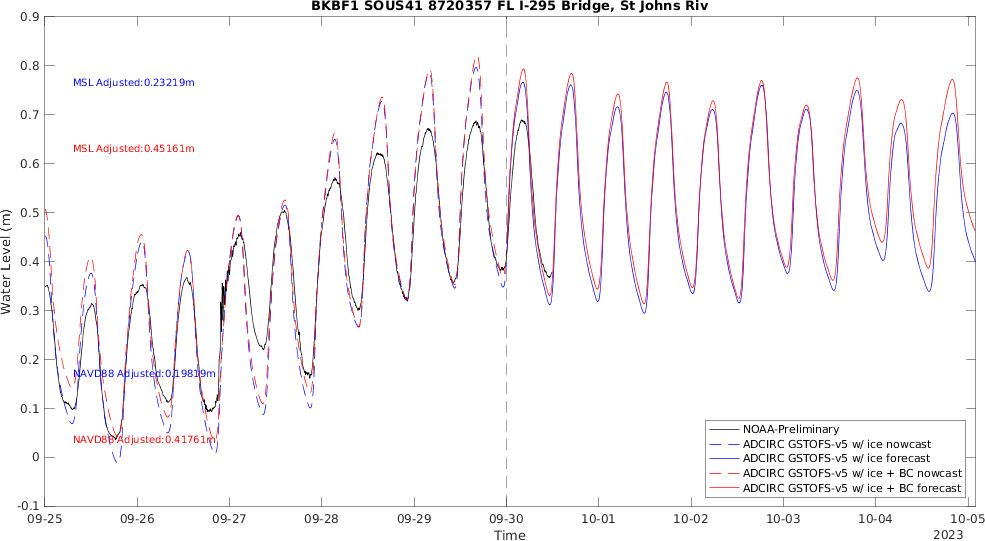 BKBF1 SOUS41 8720357 FL I-295 Bridge, St Johns Riv
0.9
0.8
0.7
0.6
0.5
0.4
0.3
0.2
0.1
0
-0.1
Water Level (m)
MSL Adjusted:0.23219m
MSL Adjusted:0.45161m
NAVD88 Adjusted:0.19819m
NAVD88 Adjusted:0.41761m
NOAA-Preliminary
ADCIRC GSTOFS-v5 w/ ice nowcast
ADCIRC GSTOFS-v5 w/ ice forecast
ADCIRC GSTOFS-v5 w/ ice + BC nowcast
ADCIRC GSTOFS-v5 w/ ice + BC forecast
09-25 09-26 09-27 09-28 09-29 09-30 10-01 10-02 10-03 10-04 10-05
Time
2023